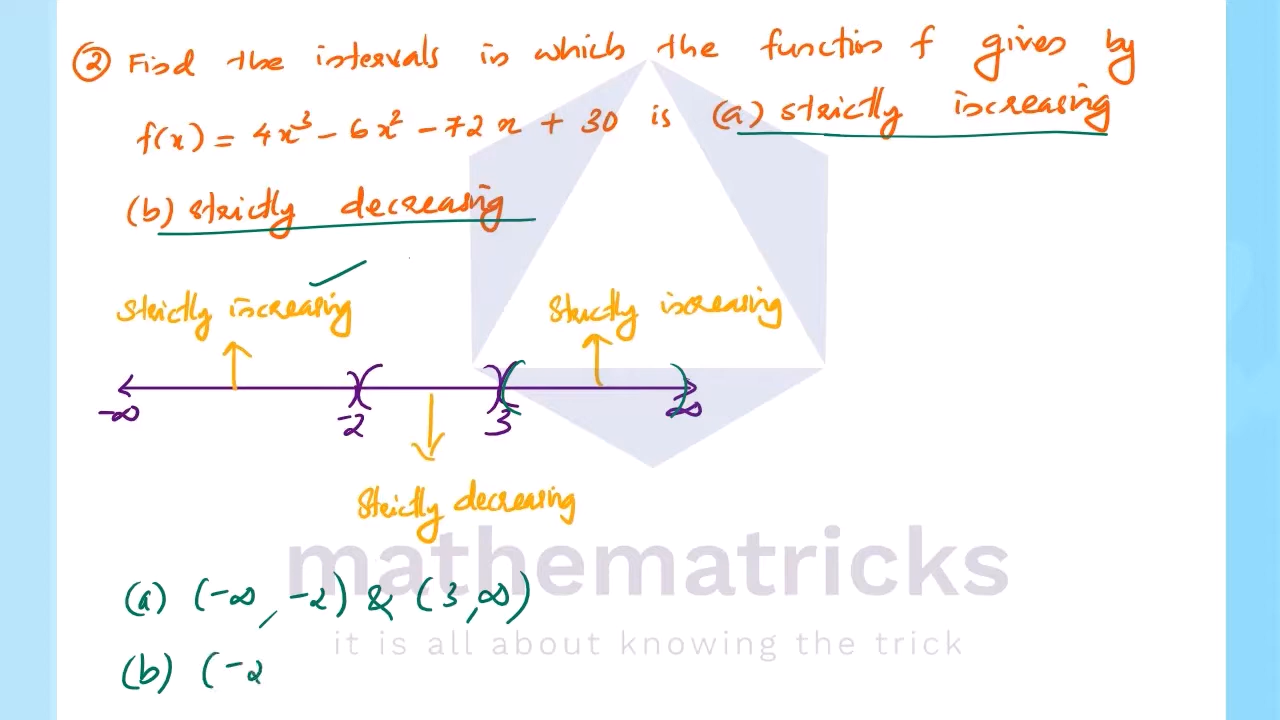 ② Find the intervals in which the function f given by
f(x) = 4x³ - 6x² - 72x + 30 is (a) strictly increasing
(b) strictly decreasing
strictly increasing strictly increasing
-∞ -2 3 ∞
strictly decreasing
mathematricks
(a) (-∞, -2) & (3, ∞)
it is all about knowing the trick
(b) (-2